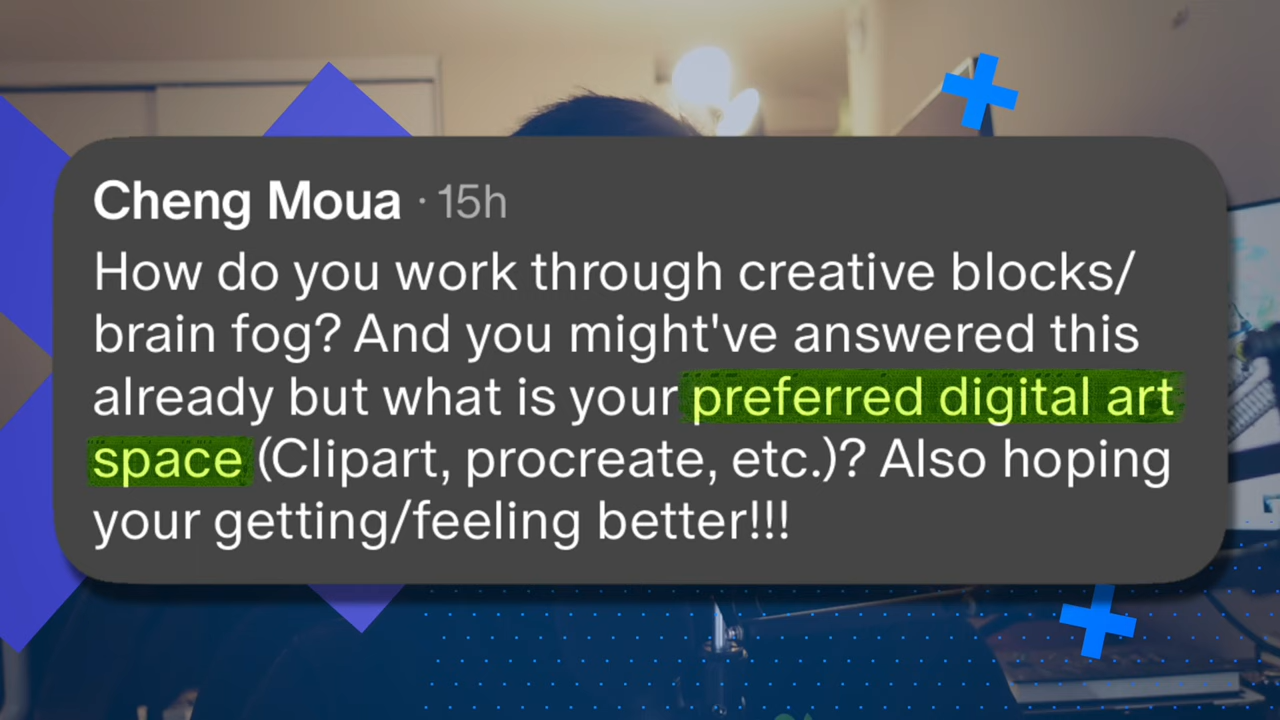 Cheng Moua · 15h
How do you work through creative blocks/
brain fog? And you might've answered this
already but what is your preferred digital art
space (Clipart, procreate, etc.)? Also hoping
your getting/feeling better!!!